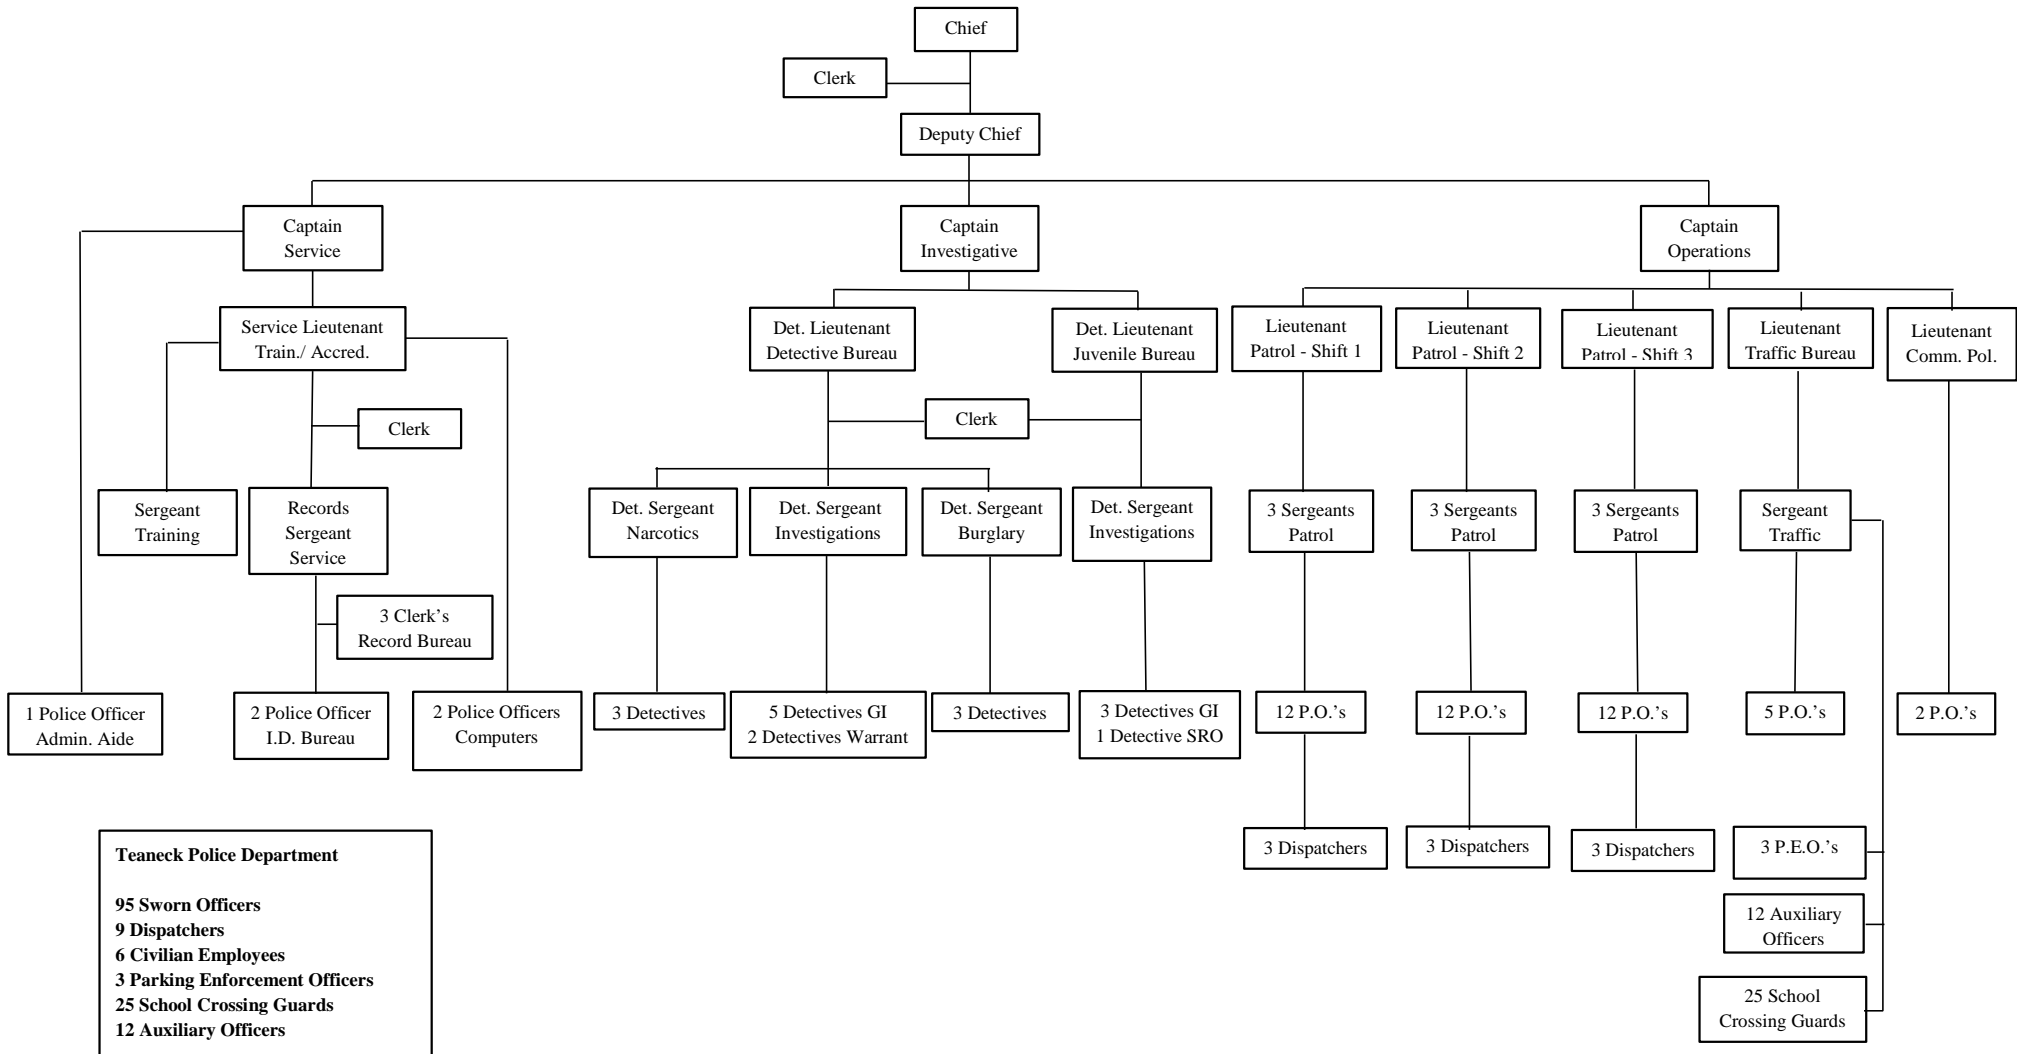 Chief
Clerk
Deputy Chief
Captain
Service
Captain
Investigative
Captain
Operations
Service Lieutenant
Train./ Accred.
Det. Lieutenant
Detective Bureau
Det. Lieutenant
Juvenile Bureau
Lieutenant
Patrol - Shift 1
Lieutenant
Patrol - Shift 2
Lieutenant
Patrol - Shift 3
Lieutenant
Traffic Bureau
Lieutenant
Comm. Pol.
Clerk
Clerk
Sergeant
Training
Records
Sergeant
Service
Det. Sergeant
Narcotics
Det. Sergeant
Investigations
Det. Sergeant
Burglary
Det. Sergeant
Investigations
3 Sergeants
Patrol
3 Sergeants
Patrol
3 Sergeants
Patrol
Sergeant
Traffic
3 Clerk’s
Record Bureau
1 Police Officer
Admin. Aide
2 Police Officer
I.D. Bureau
2 Police Officers
Computers
3 Detectives
5 Detectives GI
2 Detectives Warrant
3 Detectives
3 Detectives GI
1 Detective SRO
12 P.O.’s
12 P.O.’s
12 P.O.’s
5 P.O.’s
2 P.O.’s
3 Dispatchers
3 Dispatchers
3 Dispatchers
3 P.E.O.’s
12 Auxiliary
Officers
25 School
Crossing Guards
Teaneck Police Department
95 Sworn Officers
9 Dispatchers
6 Civilian Employees
3 Parking Enforcement Officers
25 School Crossing Guards
12 Auxiliary Officers